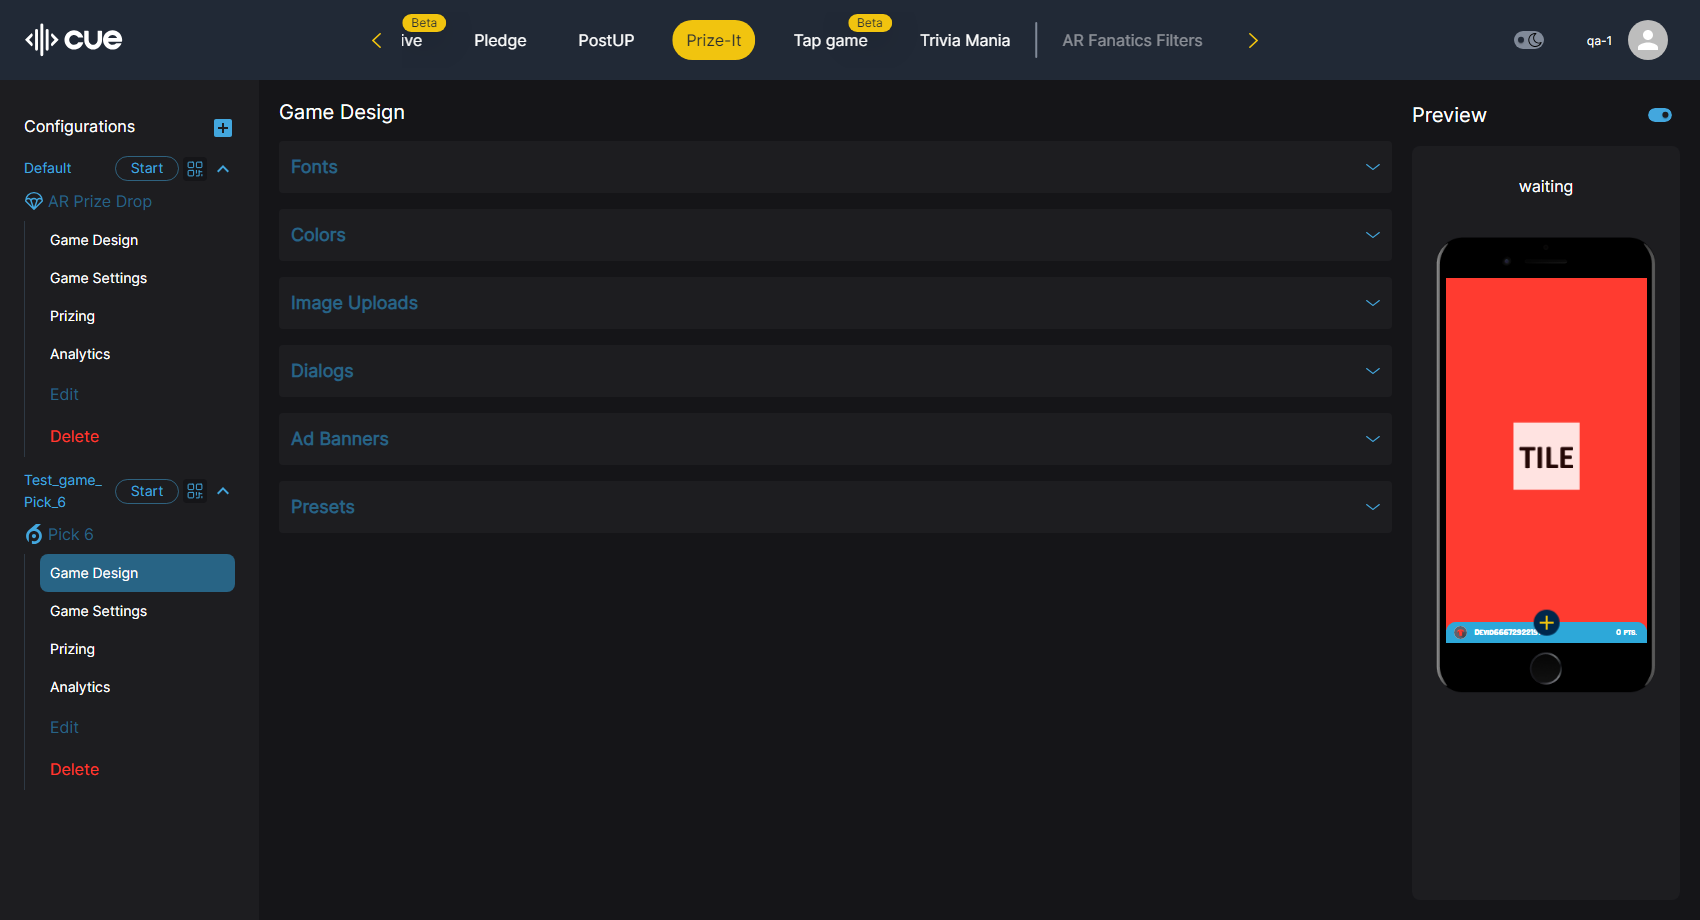 cue
Beta
ive
Pledge
PostUP
Prize-It
Beta
Tap game
Trivia Mania
AR Fanatics Filters
qa-1
Configurations
Default
Start
AR Prize Drop
Game Design
Game Settings
Prizing
Analytics
Edit
Delete
Test_game_
Pick_6
Start
Pick 6
Game Design
Game Settings
Prizing
Analytics
Edit
Delete
Game Design
Fonts
Colors
Image Uploads
Dialogs
Ad Banners
Presets
Preview
waiting
TILE
0 PTS.